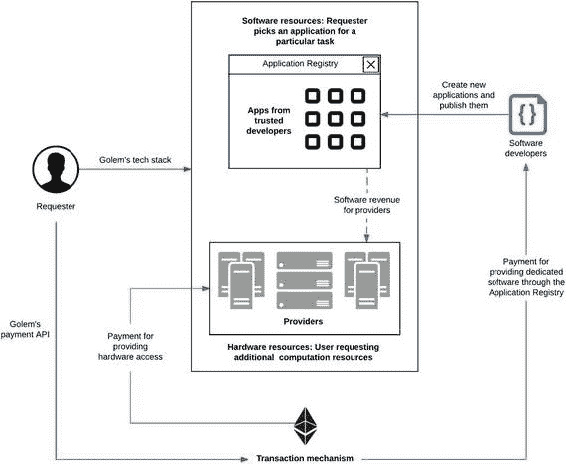 Software resources: Requester
picks an application for a
particular task
Application Registry
Apps from
trusted
developers
Create new
applications and
publish them
Software
developers
Golem's tech stack
Requester
Software revenue
for providers
Payment for
providing dedicated
software through the
Application Registry
Providers
Golem's
payment API
Payment for
providing
hardware access
Hardware resources: User requesting
additional computation resources
Transaction mechanism